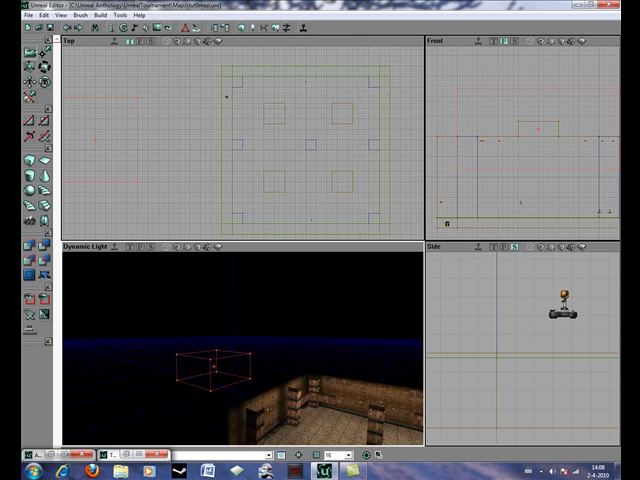 Unreal Editor - [C:\Unreal Anthology\UnrealTournament\Maps\tut9map.unr]
File Edit View Brush Build Tools Help
Top
T F S
Front
T F S
Dynamic Light
T F S
Side
T F S
A...
T...
16
14:08
2-4-2010